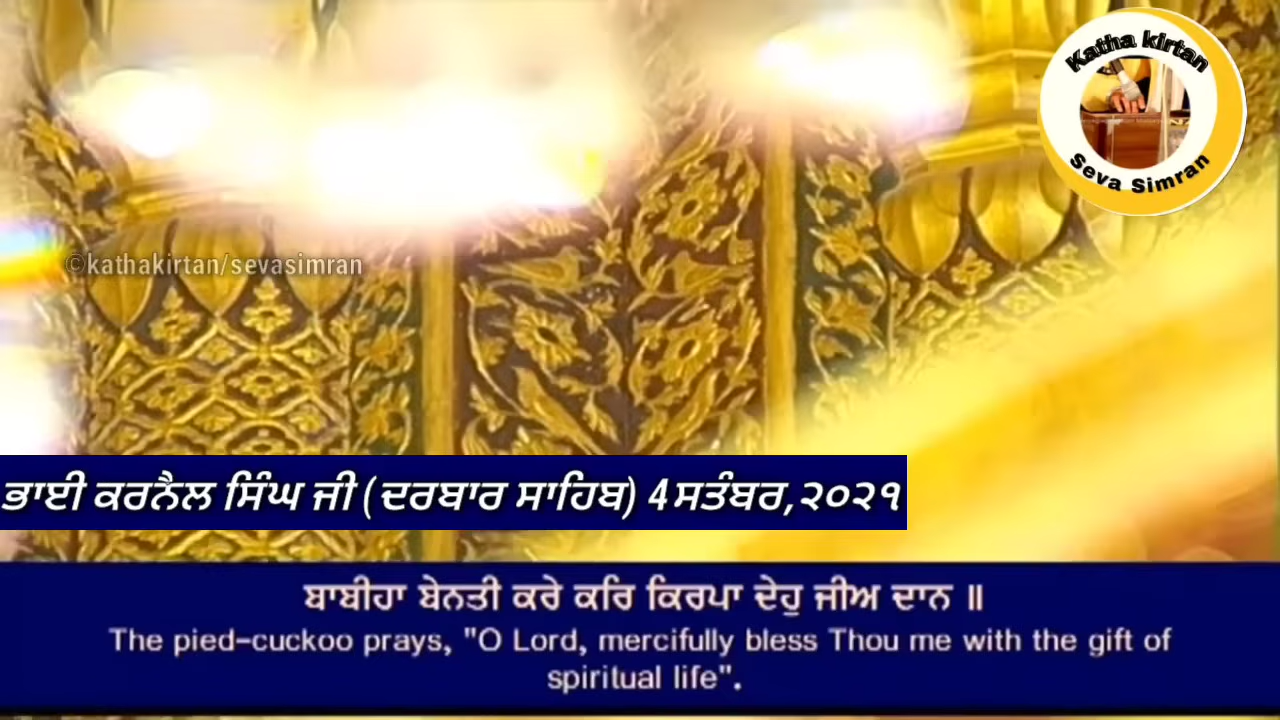 Katha kirtan
Seva Simran
©kathakirtan/sevasimran
ਭਾਈ ਕਰਨੈਲ ਸਿੰਘ ਜੀ (ਦਰਬਾਰ ਸਾਹਿਬ) 4 ਸਤੰਬਰ,੨੦੨੧
ਬਾਬੀਹਾ ਬੇਨਤੀ ਕਰੇ ਕਰਿ ਕਿਰਪਾ ਦੇਹੁ ਜੀਅ ਦਾਨ ॥
The pied-cuckoo prays, "O Lord, mercifully bless Thou me with the gift of
spiritual life".